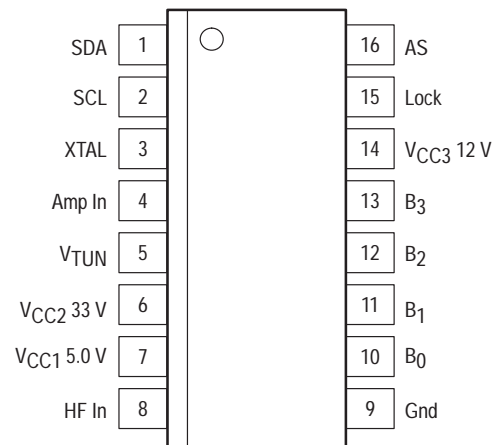 SDA 1 16 AS
SCL 2 15 Lock
XTAL 3 14 VCC3 12 V
Amp In 4 13 B3
VTUN 5 12 B2
VCC2 33 V 6 11 B1
VCC1 5.0 V 7 10 B0
HF In 8 9 Gnd